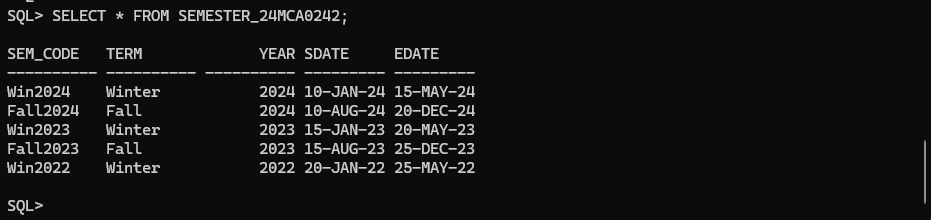 SQL> SELECT * FROM SEMESTER_24MCA0242;
SEM_CODE   TERM             YEAR SDATE     EDATE
---------- ---------- ---------- --------- ---------
Win2024    Winter           2024 10-JAN-24 15-MAY-24
Fall2024   Fall             2024 10-AUG-24 20-DEC-24
Win2023    Winter           2023 15-JAN-23 20-MAY-23
Fall2023   Fall             2023 15-AUG-23 25-DEC-23
Win2022    Winter           2022 20-JAN-22 25-MAY-22
SQL>